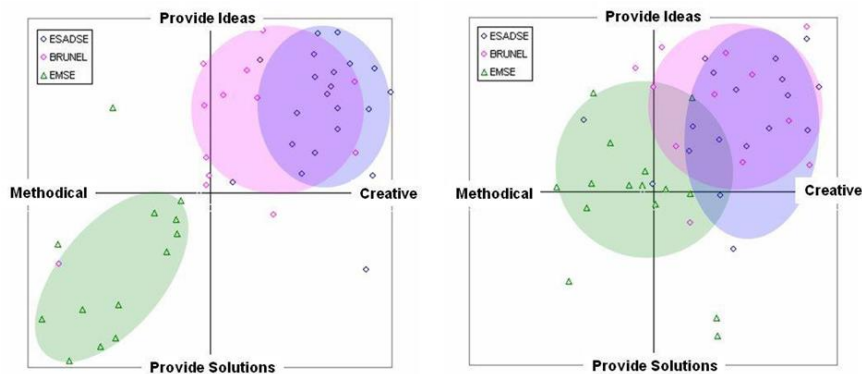 Provide Ideas
ESADSE
BRUNEL
EMSE
Methodical
Creative
Provide Solutions
Provide Ideas
ESADSE
BRUNEL
EMSE
Methodical
Creative
Provide Solutions